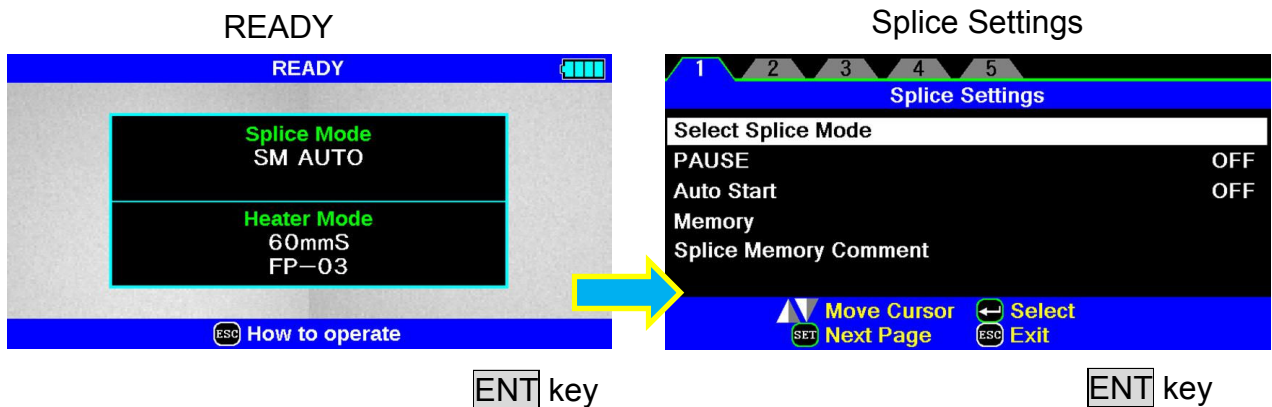 READY
READY
Splice Mode
SM AUTO
Heater Mode
60mmS
FP-03
ESC How to operate
ENT key
Splice Settings
1 2 3 4 5
Splice Settings
Select Splice Mode
PAUSE OFF
Auto Start OFF
Memory
Splice Memory Comment
Move Cursor Select
SET Next Page ESC Exit
ENT key